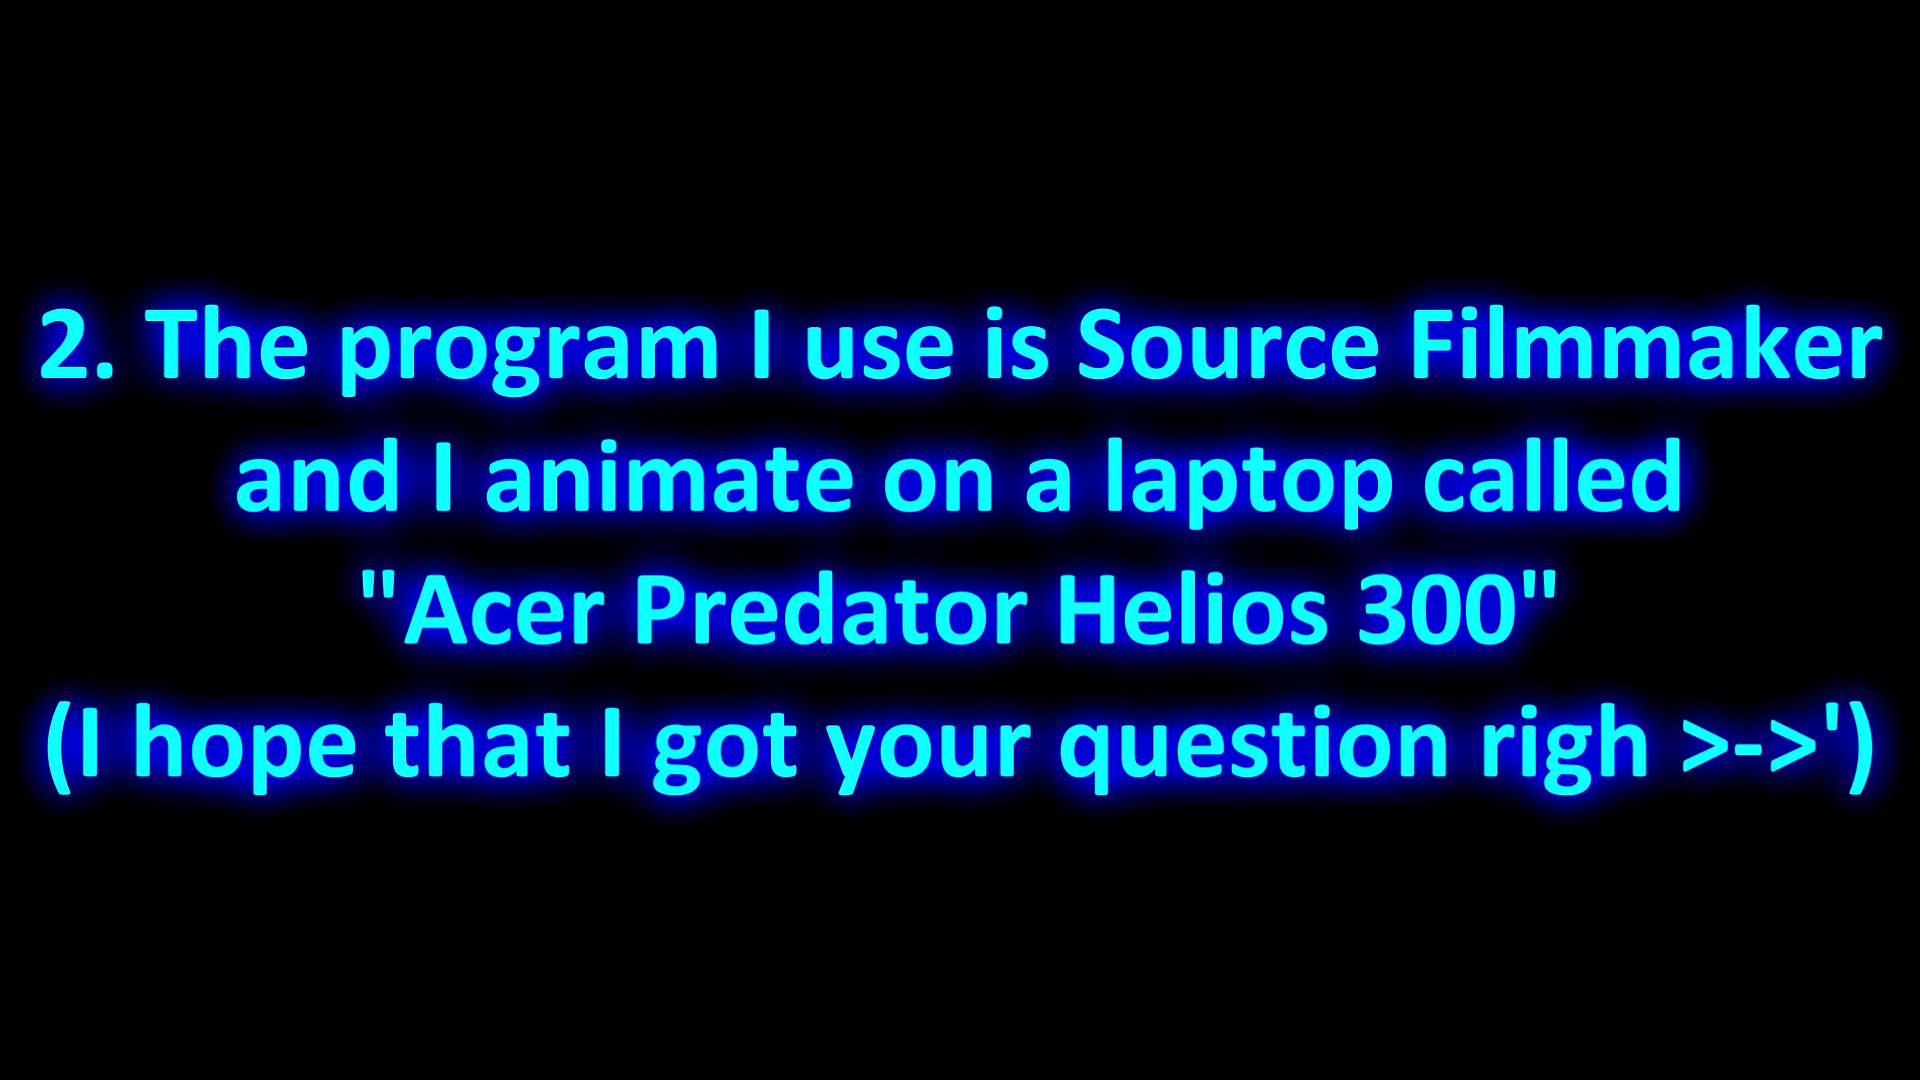 2. The program I use is Source Filmmaker
and I animate on a laptop called
"Acer Predator Helios 300"
(I hope that I got your question righ >->')